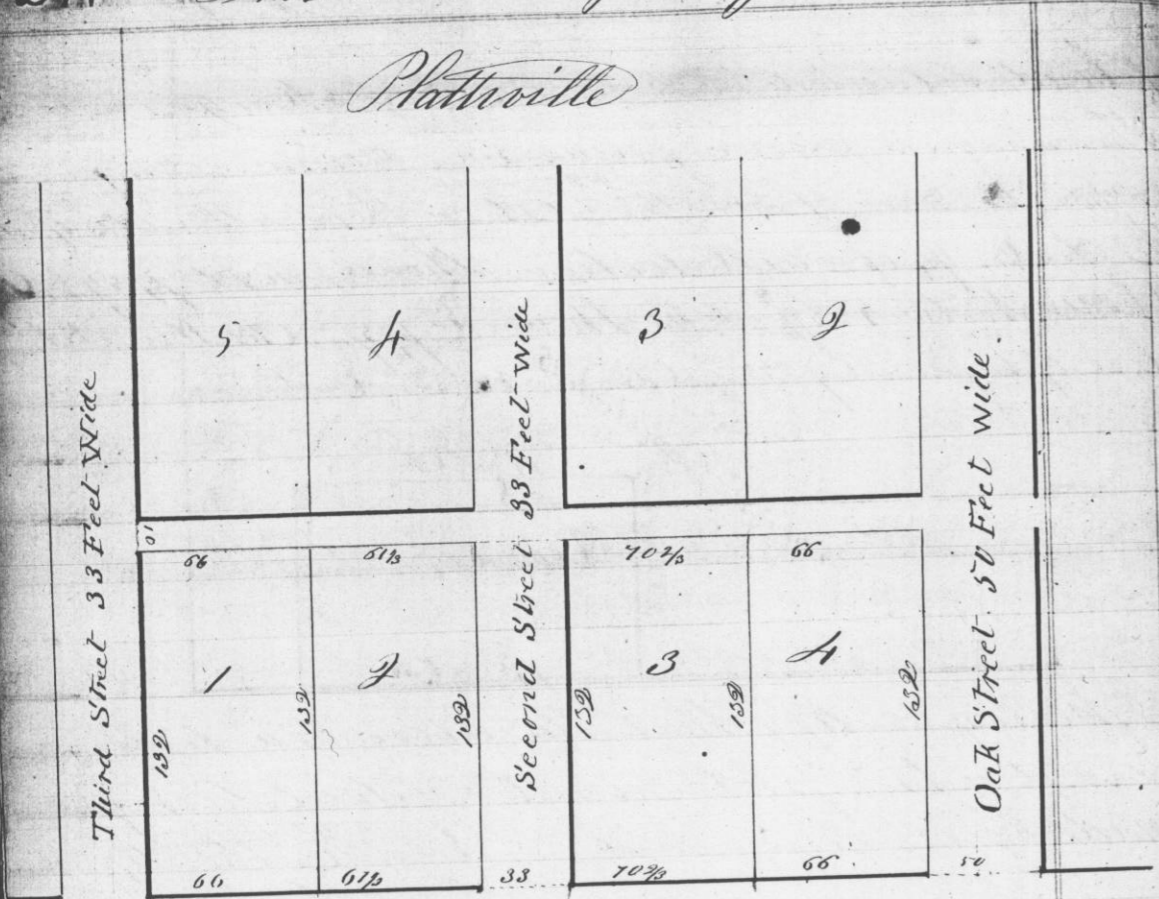 Plattville
5 4 3 2
Third Street 33 Feet Wide
Second Street 33 Feet Wide
Oak Street 50 Feet Wide
10
66 61⅓ 70⅔ 66
1 2 3 4
132 132 132 132 132 132
66 61⅓ 33 70⅔ 66 50